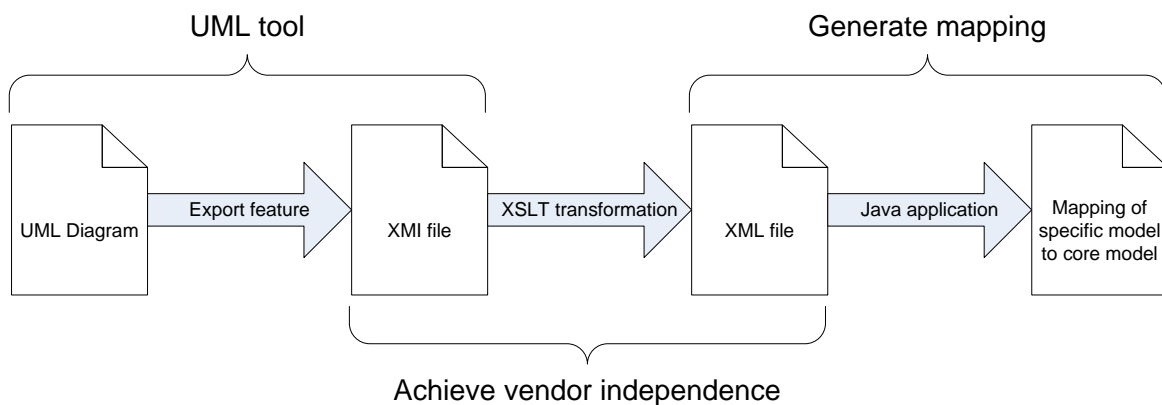 UML tool
Generate mapping
UML Diagram
Export feature
XMI file
XSLT transformation
XML file
Java application
Mapping of
specific model
to core model
Achieve vendor independence